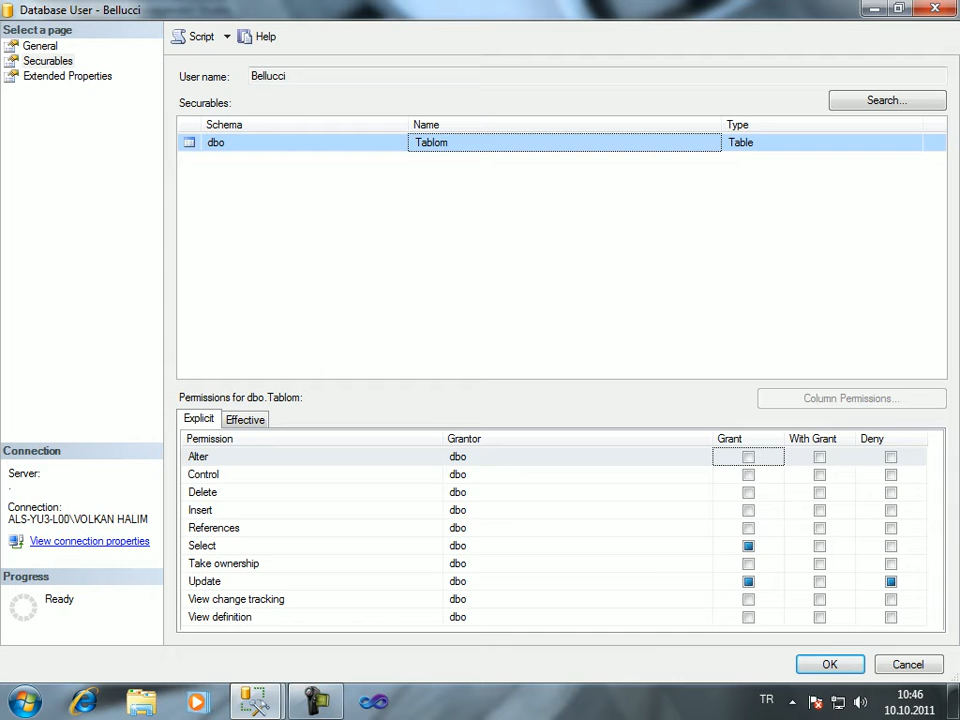 Database User - Bellucci
Select a page
General
Securables
Extended Properties
Script
Help
User name:
Bellucci
Securables:
Search...
Schema
Name
Type
dbo
Tablom
Table
Permissions for dbo.Tablom:
Column Permissions...
Explicit
Effective
Permission
Grantor
Grant
With Grant
Deny
Alter
dbo
Control
dbo
Delete
dbo
Insert
dbo
References
dbo
Select
dbo
Take ownership
dbo
Update
dbo
View change tracking
dbo
View definition
dbo
Connection
Server:
.
Connection:
ALS-YU3-L00\VOLKAN HALIM
View connection properties
Progress
Ready
OK
Cancel
TR
10:46
10.10.2011